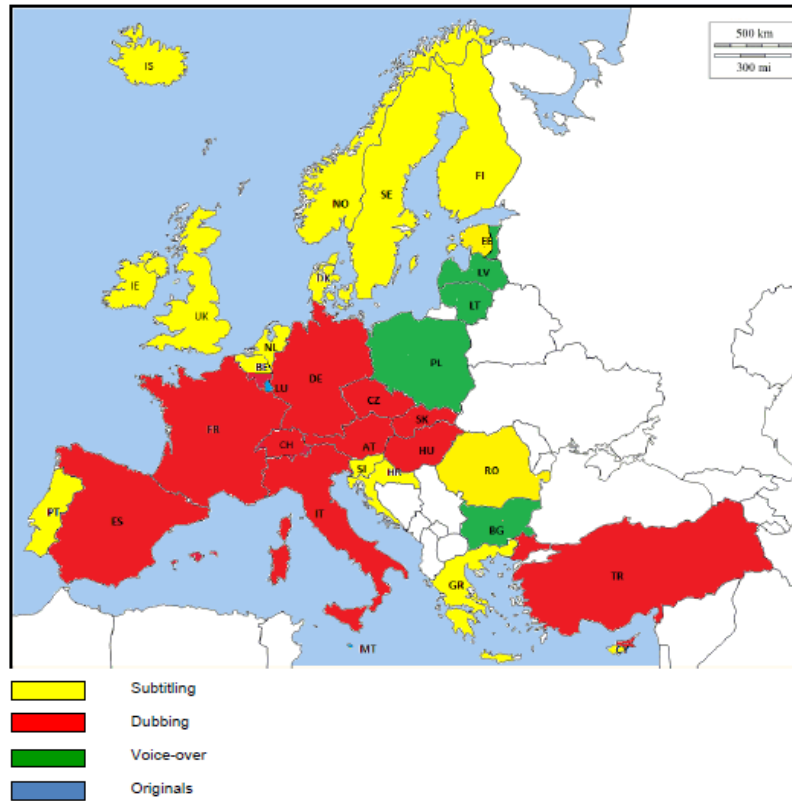 500 km
300 mi
IS
FI
NO
SE
EE
LV
DK
LT
IE
UK
NL
PL
BE
DE
LU
CZ
SK
FR
CH
AT
HU
SI
HR
RO
PT
ES
IT
BG
GR
TR
MT
CY
Subtitling
Dubbing
Voice-over
Originals